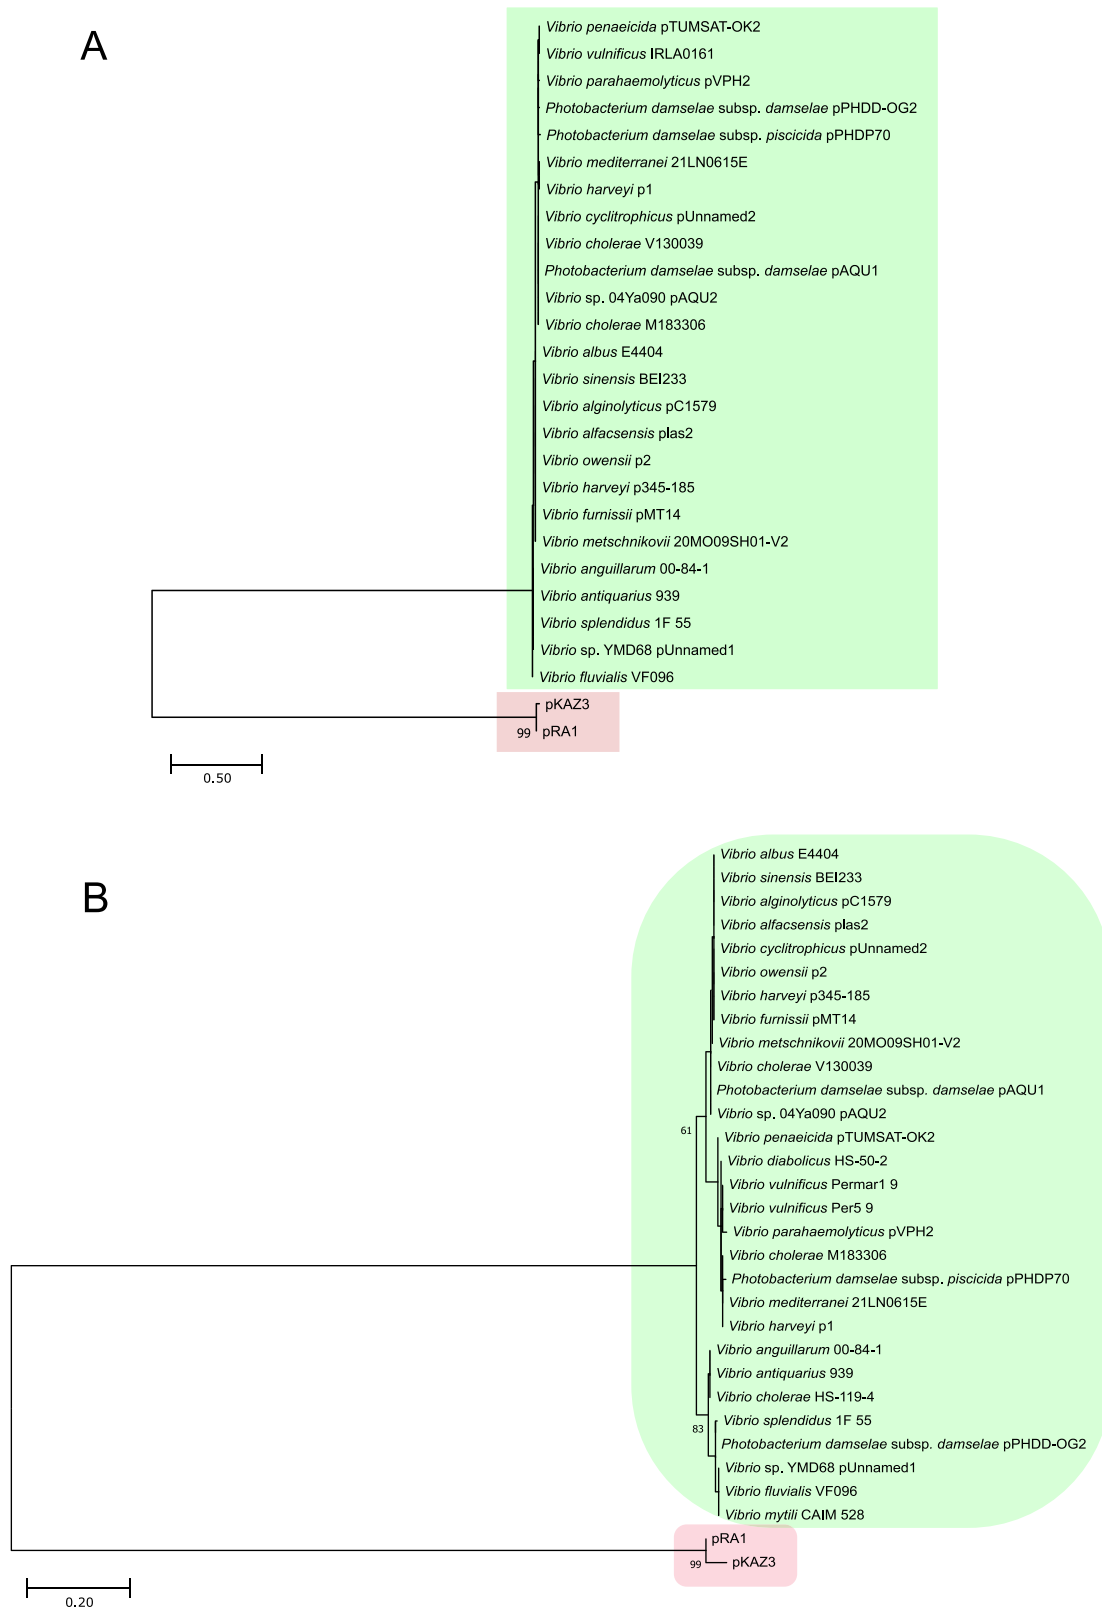 A
Vibrio penaeicida pTUMSAT-OK2
Vibrio vulnificus IRLA0161
Vibrio parahaemolyticus pVPH2
Photobacterium damselae subsp. damselae pPHDD-OG2
Photobacterium damselae subsp. piscicida pPHDP70
Vibrio mediterranei 21LN0615E
Vibrio harveyi p1
Vibrio cyclitrophicus pUnnamed2
Vibrio cholerae V130039
Photobacterium damselae subsp. damselae pAQU1
Vibrio sp. 04Ya090 pAQU2
Vibrio cholerae M183306
Vibrio albus E4404
Vibrio sinensis BEI233
Vibrio alginolyticus pC1579
Vibrio alfacsensis plas2
Vibrio owensii p2
Vibrio harveyi p345-185
Vibrio furnissii pMT14
Vibrio metschnikovii 20MO09SH01-V2
Vibrio anguillarum 00-84-1
Vibrio antiquarius 939
Vibrio splendidus 1F 55
Vibrio sp. YMD68 pUnnamed1
Vibrio fluvialis VF096
pKAZ3
99 pRA1
0.50
B
Vibrio albus E4404
Vibrio sinensis BEI233
Vibrio alginolyticus pC1579
Vibrio alfacsensis plas2
Vibrio cyclitrophicus pUnnamed2
Vibrio owensii p2
Vibrio harveyi p345-185
Vibrio furnissii pMT14
Vibrio metschnikovii 20MO09SH01-V2
Vibrio cholerae V130039
Photobacterium damselae subsp. damselae pAQU1
Vibrio sp. 04Ya090 pAQU2
61
Vibrio penaeicida pTUMSAT-OK2
Vibrio diabolicus HS-50-2
Vibrio vulnificus Permar1 9
Vibrio vulnificus Per5 9
Vibrio parahaemolyticus pVPH2
Vibrio cholerae M183306
Photobacterium damselae subsp. piscicida pPHDP70
Vibrio mediterranei 21LN0615E
Vibrio harveyi p1
Vibrio anguillarum 00-84-1
Vibrio antiquarius 939
Vibrio cholerae HS-119-4
Vibrio splendidus 1F 55
83
Photobacterium damselae subsp. damselae pPHDD-OG2
Vibrio sp. YMD68 pUnnamed1
Vibrio fluvialis VF096
Vibrio mytili CAIM 528
pRA1
99 pKAZ3
0.20